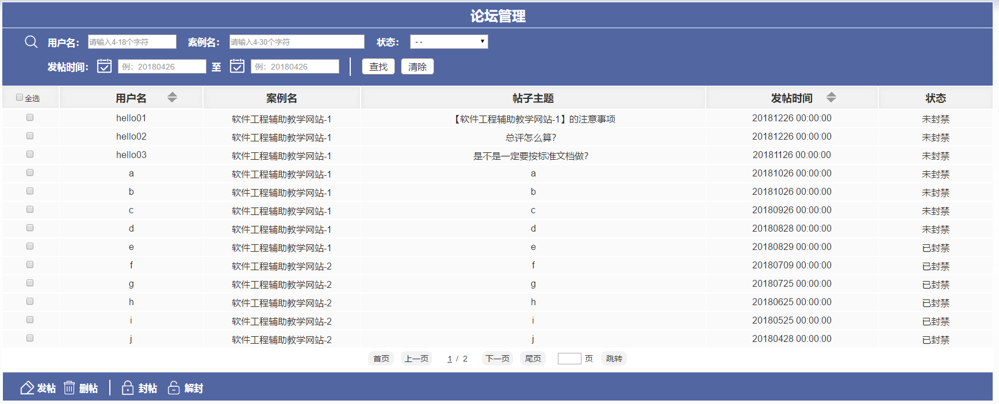 论坛管理
用户名： 请输入4-18个字符 案例名： 请输入4-30个字符 状态： - -
发帖时间： 例：20180426 至 例：20180426 查找 清除
全选 用户名 案例名 帖子主题 发帖时间 状态
hello01 软件工程辅助教学网站-1 【软件工程辅助教学网站-1】的注意事项 20181226 00:00:00 未封禁
hello02 软件工程辅助教学网站-1 总评怎么算？ 20181226 00:00:00 未封禁
hello03 软件工程辅助教学网站-1 是不是一定要按标准文档做？ 20181126 00:00:00 未封禁
a 软件工程辅助教学网站-1 a 20181026 00:00:00 未封禁
b 软件工程辅助教学网站-1 b 20181026 00:00:00 未封禁
c 软件工程辅助教学网站-1 c 20180926 00:00:00 未封禁
d 软件工程辅助教学网站-1 d 20180828 00:00:00 未封禁
e 软件工程辅助教学网站-1 e 20180829 00:00:00 已封禁
f 软件工程辅助教学网站-2 f 20180709 00:00:00 已封禁
g 软件工程辅助教学网站-2 g 20180725 00:00:00 已封禁
h 软件工程辅助教学网站-2 h 20180625 00:00:00 已封禁
i 软件工程辅助教学网站-2 i 20180525 00:00:00 已封禁
j 软件工程辅助教学网站-2 j 20180428 00:00:00 已封禁
首页 上一页 1 / 2 下一页 尾页 页 跳转
发帖 删帖 封帖 解封